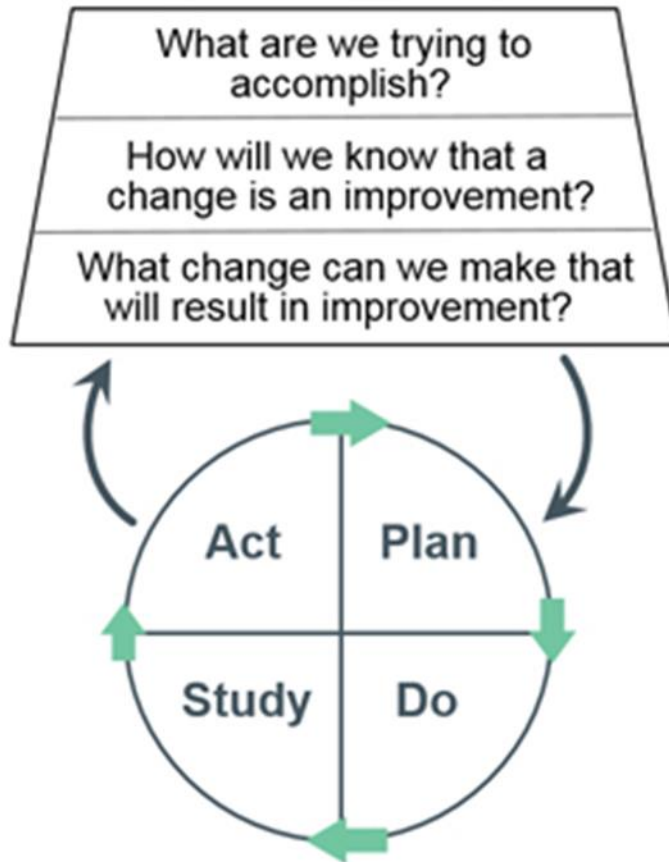 What are we trying to
accomplish?
How will we know that a
change is an improvement?
What change can we make that
will result in improvement?
Act
Plan
Study
Do